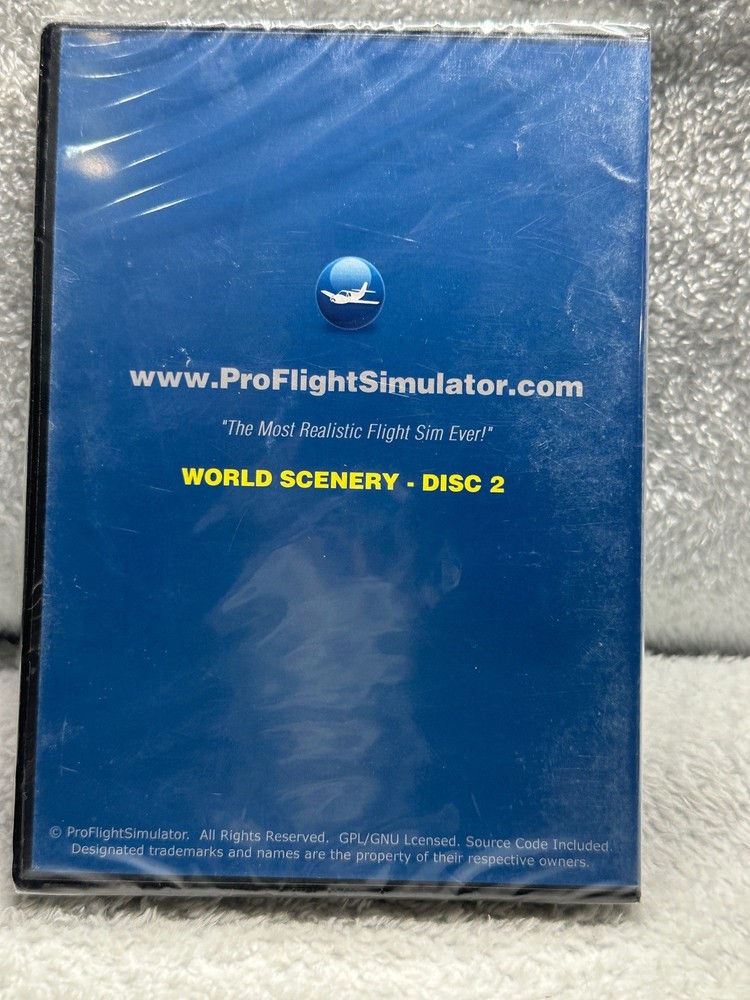 www.ProFlightSimulator.com
"The Most Realistic Flight Sim Ever!"
WORLD SCENERY - DISC 2
© ProFlightSimulator. All Rights Reserved. GPL/GNU Lcensed. Source Code Included.
Designated trademarks and names are the property of their respective owners.